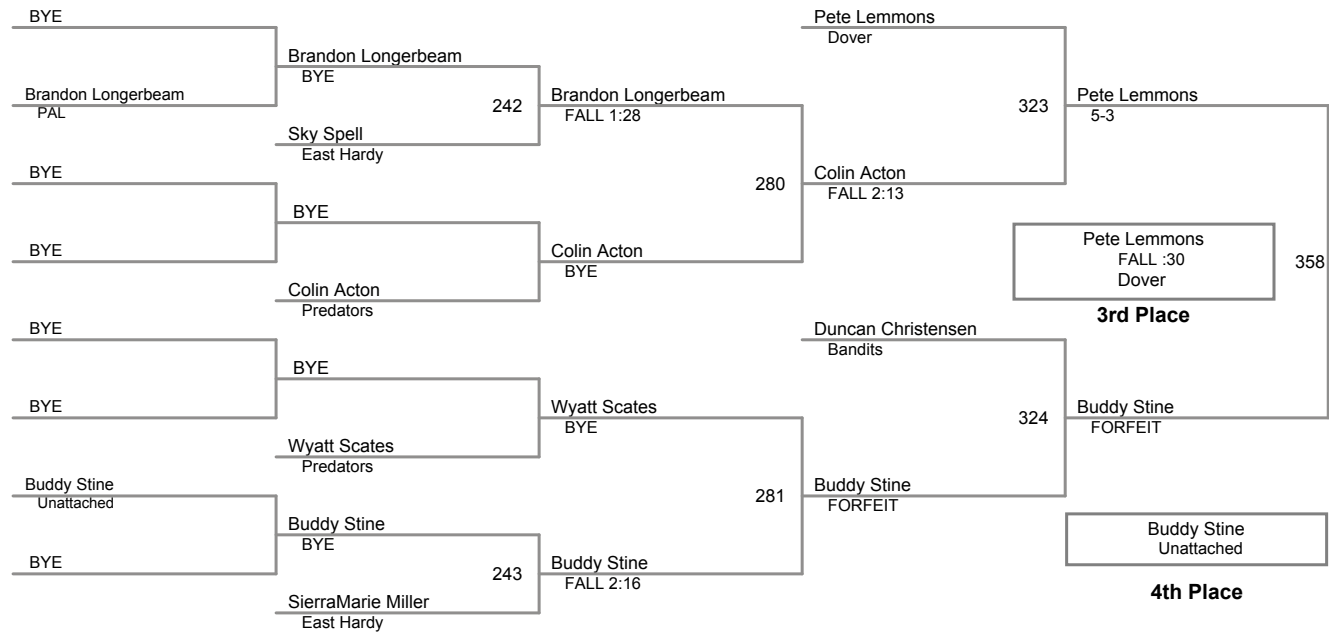 BYE
Brandon Longerbeam
PAL
BYE
BYE
BYE
BYE
Buddy Stine
Unattached
BYE
Brandon Longerbeam
BYE
Sky Spell
East Hardy
BYE
Colin Acton
Predators
BYE
Wyatt Scates
Predators
Buddy Stine
BYE
SierraMarie Miller
East Hardy
242
Brandon Longerbeam
FALL 1:28
Colin Acton
BYE
Wyatt Scates
BYE
243
Buddy Stine
FALL 2:16
280
281
Pete Lemmons
Dover
Colin Acton
FALL 2:13
Duncan Christensen
Bandits
Buddy Stine
FORFEIT
323
324
Pete Lemmons
5-3
Pete Lemmons
FALL :30
Dover
3rd Place
358
Buddy Stine
FORFEIT
Buddy Stine
Unattached
4th Place